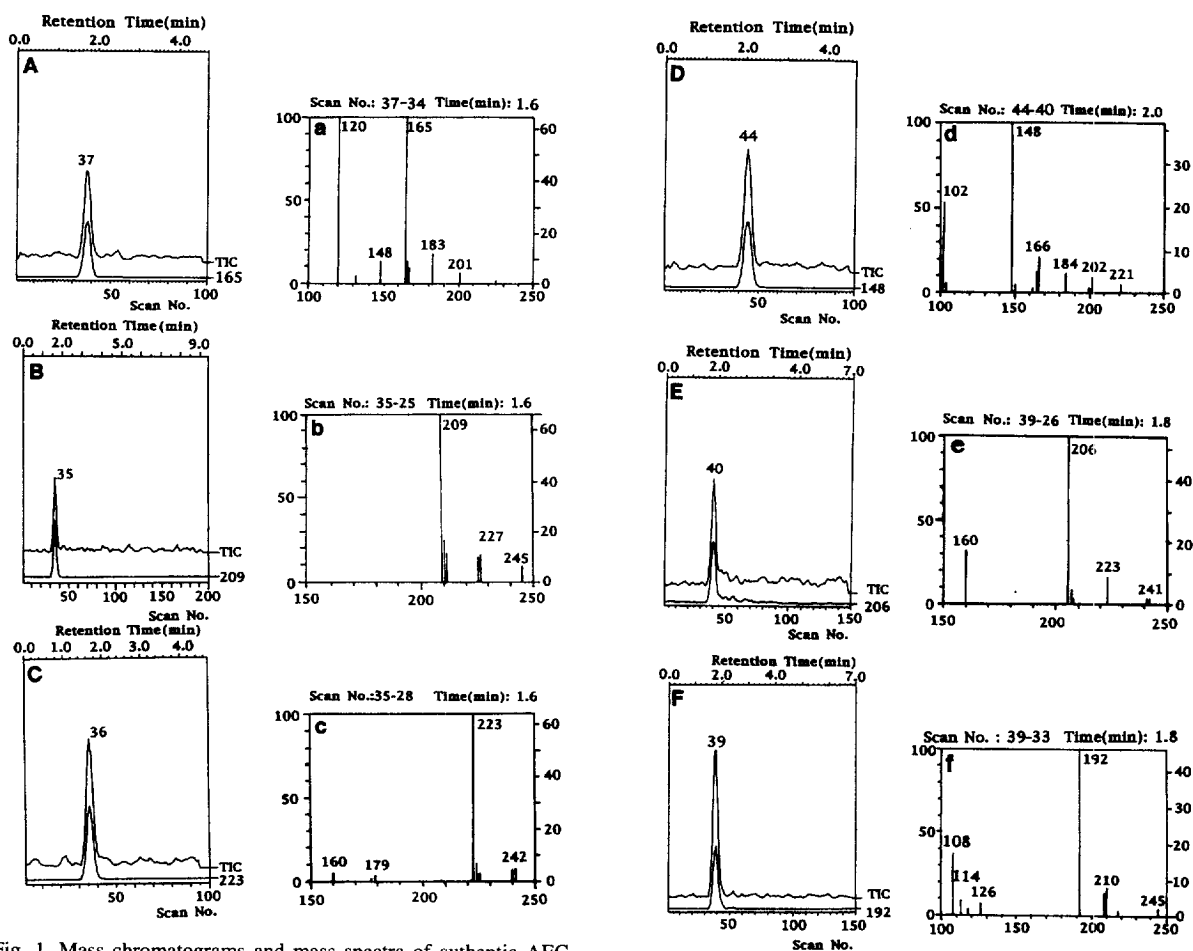 Retention Time(min)
0.0 2.0 4.0
A
37
TIC
165
50 100
Scan No.
Scan No.: 37-34 Time(min): 1.6
a
100 50 0
120 165
148 183 201
60 40 20 0
100 150 200 250
Retention Time(min)
0.0 2.0 5.0 9.0
B
35
TIC
209
50 100 150 200
Scan No.
Scan No.: 35-25 Time(min): 1.6
b
100 50 0
209
227
245
60 40 20 0
150 200 250
Retention Time(min)
0.0 1.0 2.0 3.0 4.0
C
36
TIC
223
50 100
Scan No.
Scan No.:35-28 Time(min): 1.6
c
100 50 0
223
160 179 242
60 40 20 0
150 200 250
Retention Time(min)
0.0 2.0 4.0
D
44
TIC
148
50 100
Scan No.
Scan No.: 44-40 Time(min): 2.0
d
100 50 0
148
102
166
184 202 221
30 20 10 0
100 150 200 250
Retention Time(min)
0.0 2.0 4.0 7.0
E
40
TIC
206
50 100 150
Scan No.
Scan No.: 39-26 Time(min): 1.8
e
100 50 0
206
160
223
241
40 20 0
150 200 250
Retention Time(min)
0.0 2.0 4.0 7.0
F
39
TIC
192
50 100 150
Scan No.
Scan No. : 39-33 Time(min): 1.8
f
100 50 0
192
108
114
126
210
245
40 30 20 10 0
100 150 200 250
Fig. 1. Mass chromatograms and mass spectra of authentic AEC